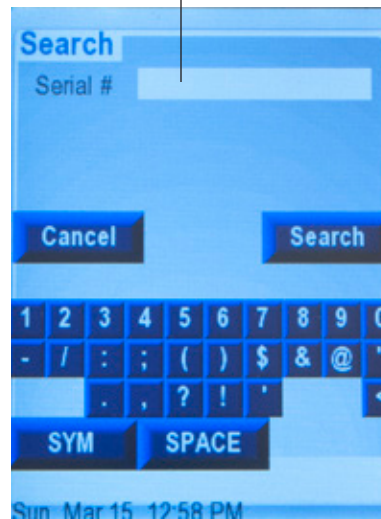 Search
Serial #
Cancel Search
1 2 3 4 5 6 7 8 9 0
- / : ; ( ) $ & @
. , ? ! '
SYM SPACE
Sun Mar 15 12:58 PM